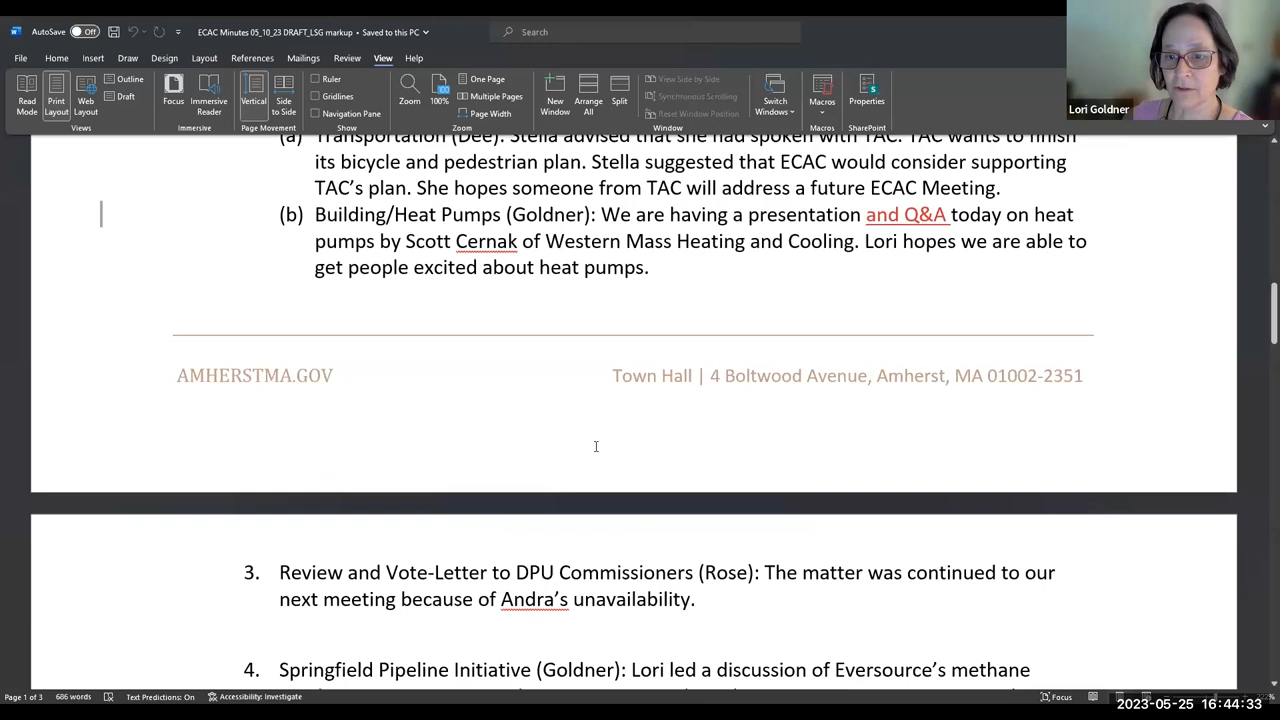 AutoSave Off ECAC Minutes 05_10_23 DRAFT_LSG markup • Saved to this PC Search
File Home Insert Draw Design Layout References Mailings Review View Help
Read Mode Print Layout Web Layout Outline Draft Focus Immersive Reader Vertical Side to Side Ruler Gridlines Navigation Pane Zoom 100% One Page Multiple Pages Page Width New Window Arrange All Split View Side by Side Synchronous Scrolling Reset Window Position Switch Windows Macros Properties
Views Immersive Page Movement Show Zoom Window Macros SharePoint
Lori Goldner
(a) Transportation (Dee): Stella advised that she had spoken with TAC. TAC wants to finish
its bicycle and pedestrian plan. Stella suggested that ECAC would consider supporting
TAC's plan. She hopes someone from TAC will address a future ECAC Meeting.
(b) Building/Heat Pumps (Goldner): We are having a presentation and Q&A today on heat
pumps by Scott Cernak of Western Mass Heating and Cooling. Lori hopes we are able to
get people excited about heat pumps.
AMHERSTMA.GOV Town Hall | 4 Boltwood Avenue, Amherst, MA 01002-2351
3. Review and Vote-Letter to DPU Commissioners (Rose): The matter was continued to our
next meeting because of Andra's unavailability.
4. Springfield Pipeline Initiative (Goldner): Lori led a discussion of Eversource's methane
Page 1 of 3 686 words Text Predictions: On Accessibility: Investigate Focus
2023-05-25 16:44:33